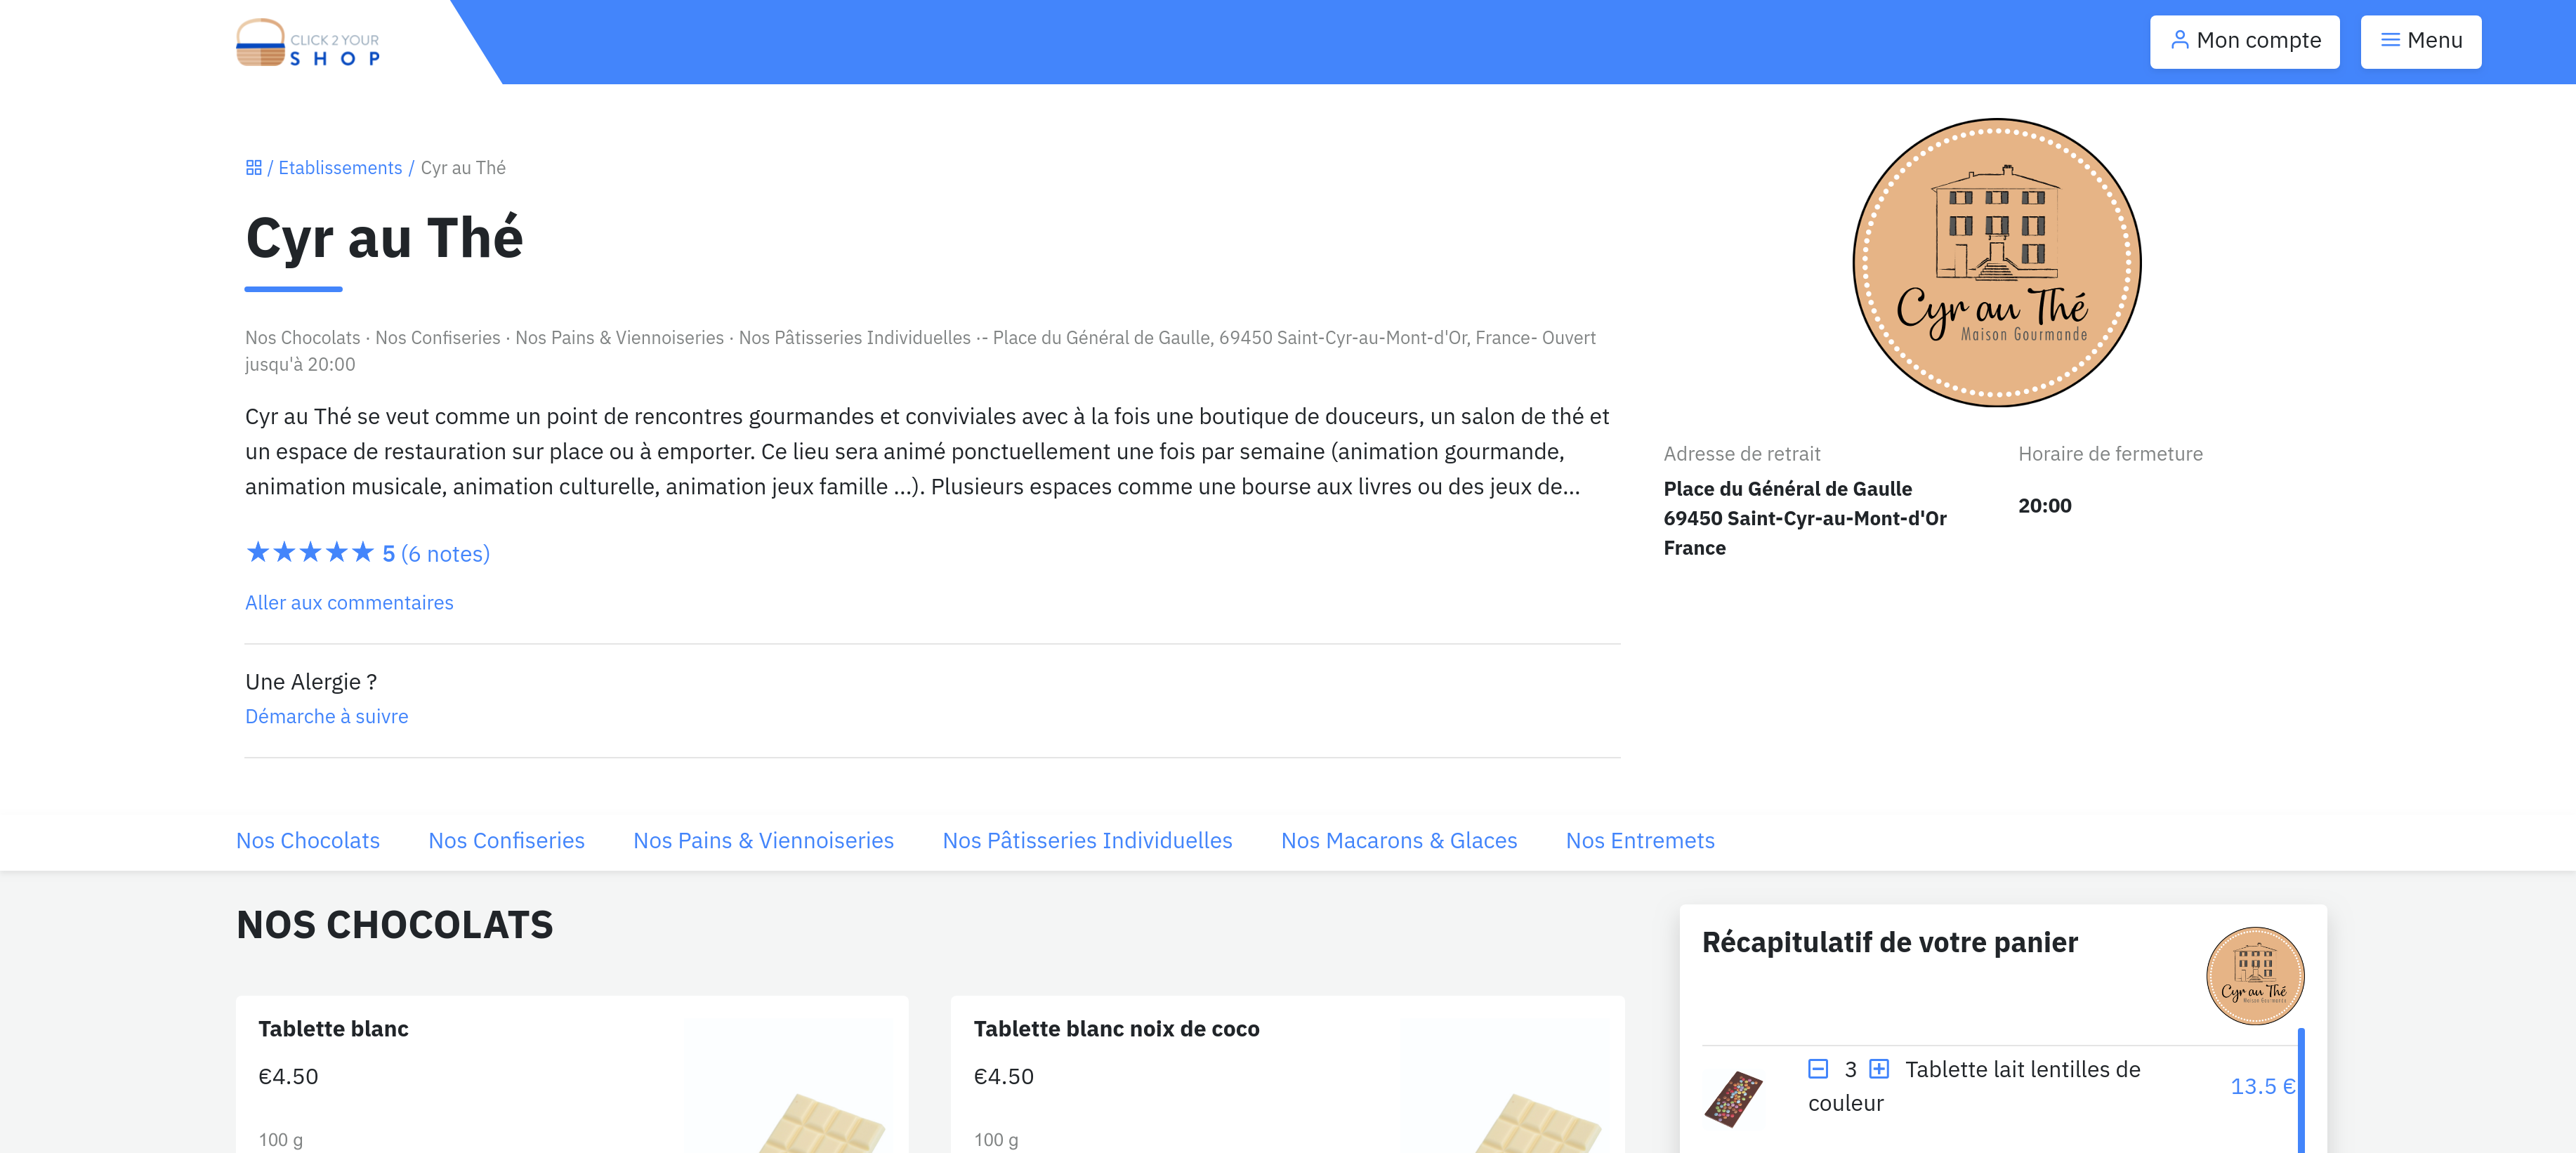 CLICK 2 YOUR
SHOP
Mon compte
Menu
/ Etablissements / Cyr au Thé
Cyr au Thé
Nos Chocolats · Nos Confiseries · Nos Pains & Viennoiseries · Nos Pâtisseries Individuelles ·- Place du Général de Gaulle, 69450 Saint-Cyr-au-Mont-d'Or, France- Ouvert
jusqu'à 20:00
Cyr au Thé se veut comme un point de rencontres gourmandes et conviviales avec à la fois une boutique de douceurs, un salon de thé et
un espace de restauration sur place ou à emporter. Ce lieu sera animé ponctuellement une fois par semaine (animation gourmande,
animation musicale, animation culturelle, animation jeux famille ...). Plusieurs espaces comme une bourse aux livres ou des jeux de...
★★★★★ 5 (6 notes)
Aller aux commentaires
Une Alergie ?
Démarche à suivre
Cyr au Thé
Maison Gourmande
Adresse de retrait
Place du Général de Gaulle
69450 Saint-Cyr-au-Mont-d'Or
France
Horaire de fermeture
20:00
Nos Chocolats
Nos Confiseries
Nos Pains & Viennoiseries
Nos Pâtisseries Individuelles
Nos Macarons & Glaces
Nos Entremets
NOS CHOCOLATS
Tablette blanc
€4.50
100 g
Tablette blanc noix de coco
€4.50
100 g
Récapitulatif de votre panier
Cyr au Thé
Maison Gourmande
3 Tablette lait lentilles de
couleur
13.5 €